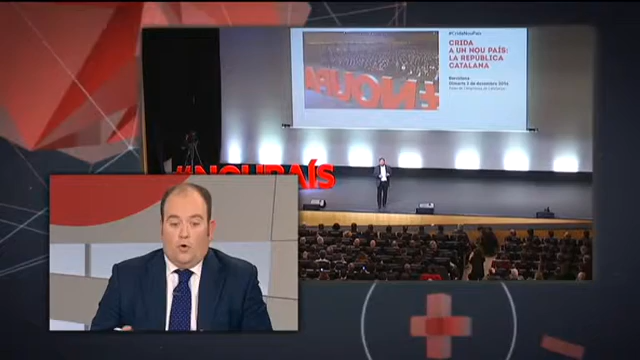 #CridaNouPaís
CRIDA
A UN NOU PAÍS:
LA REPÚBLICA
CATALANA
Barcelona
#NOUPAÍS